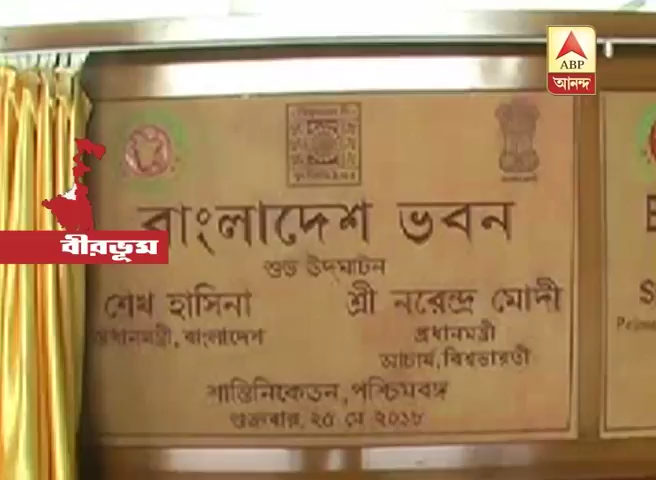 ABP
আনন্দ
বাংলাদেশ ভবন
শুভ উদ্‌ঘাটন
শেখ হাসিনা
প্রধানমন্ত্রী, বাংলাদেশ
শ্রী নরেন্দ্র মোদী
প্রধানমন্ত্রী
আচার্য, বিশ্বভারতী
শান্তিনিকেতন, পশ্চিমবঙ্গ
শুক্রবার, ২৫ মে ২০১৮
বীরভূম